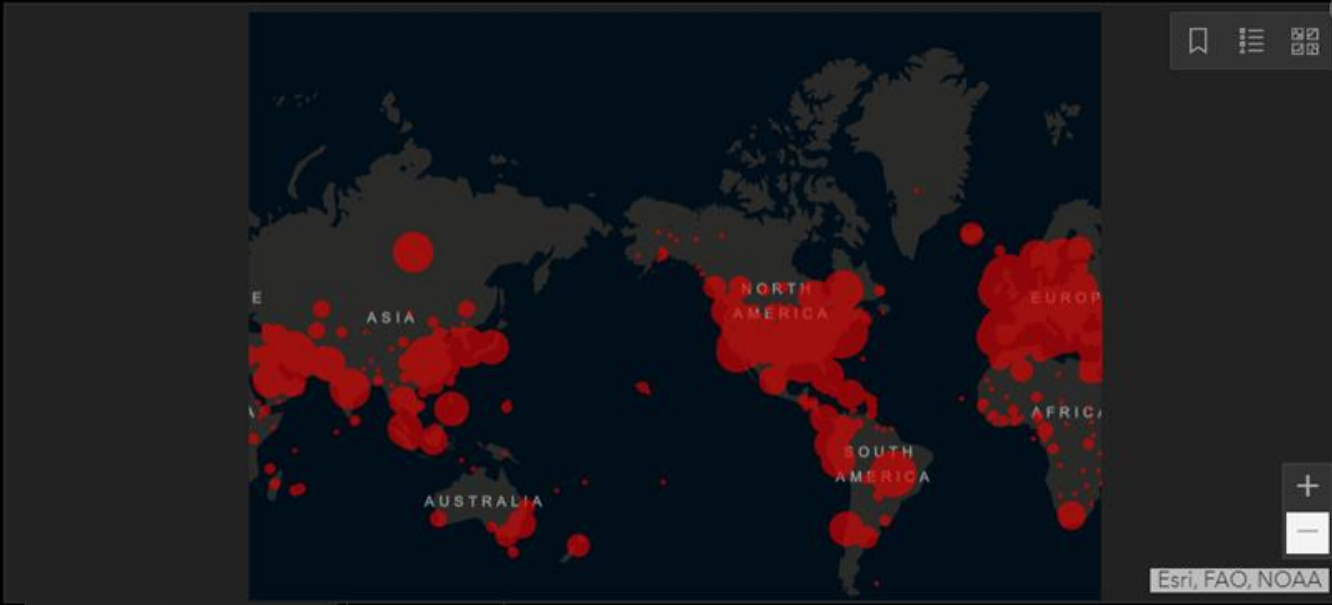 NORTH
AMERICA
EUROP
E
ASIA
AFRICA
SOUTH
AMERICA
AUSTRALIA
Esri, FAO, NOAA